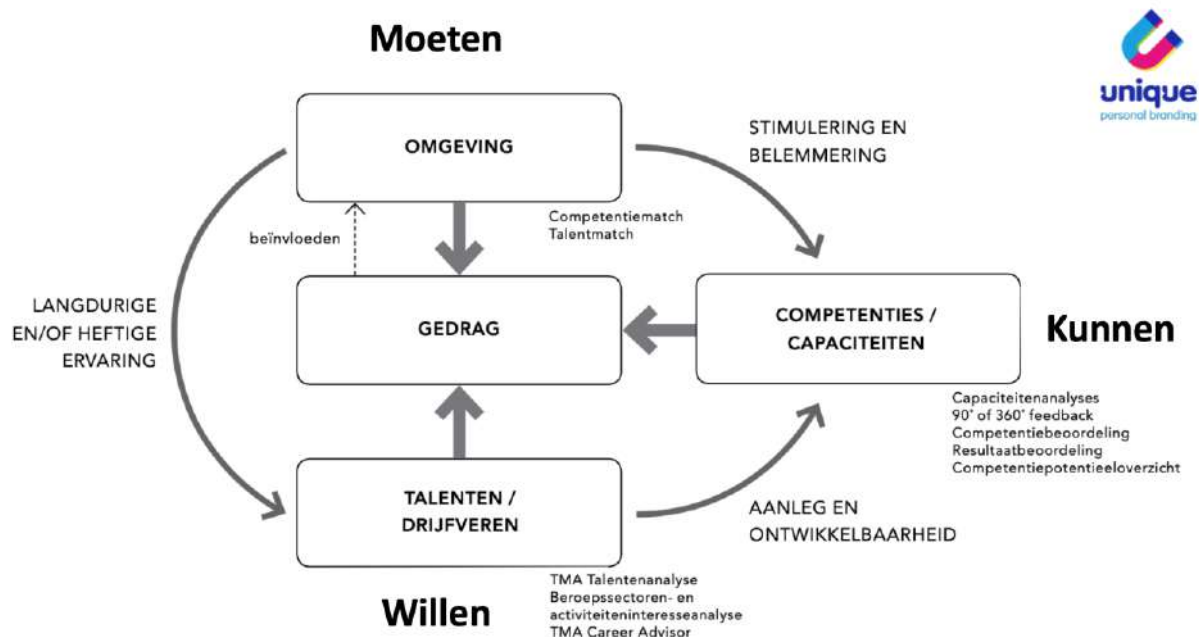 Moeten
unique
personal branding
OMGEVING
STIMULERING EN
BELEMMERING
Competentiematch
Talentmatch
beïnvloeden
GEDRAG
LANGDURIGE
EN/OF HEFTIGE
ERVARING
COMPETENTIES /
CAPACITEITEN
Kunnen
Capaciteitenanalyses
90° of 360° feedback
Competentiebeoordeling
Resultaatbeoordeling
Competentiepotentieeloverzicht
TALENTEN /
DRIJFVEREN
AANLEG EN
ONTWIKKELBAARHEID
Willen
TMA Talentenanalyse
Beroepssectoren- en
activiteiteninteresseanalyse
TMA Career Advisor